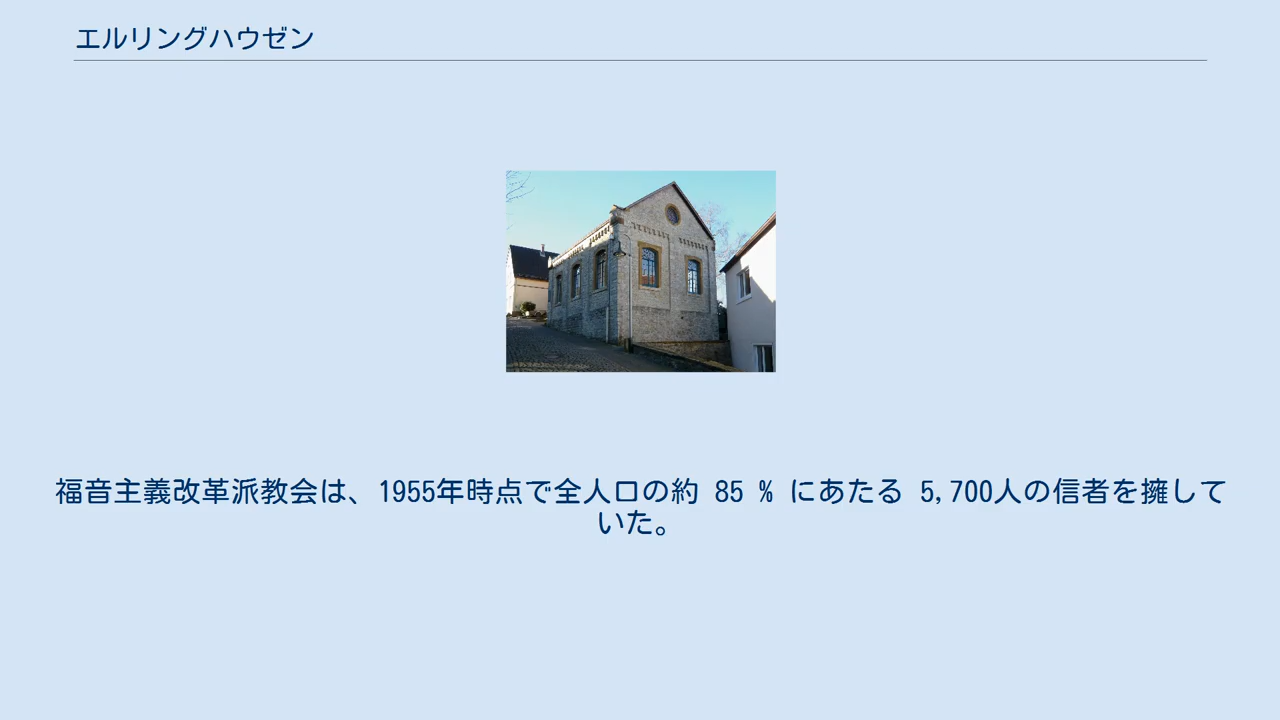 エルリングハウゼン
福音主義改革派教会は、1955年時点で全人口の約 85 % にあたる 5,700人の信者を擁して
いた。